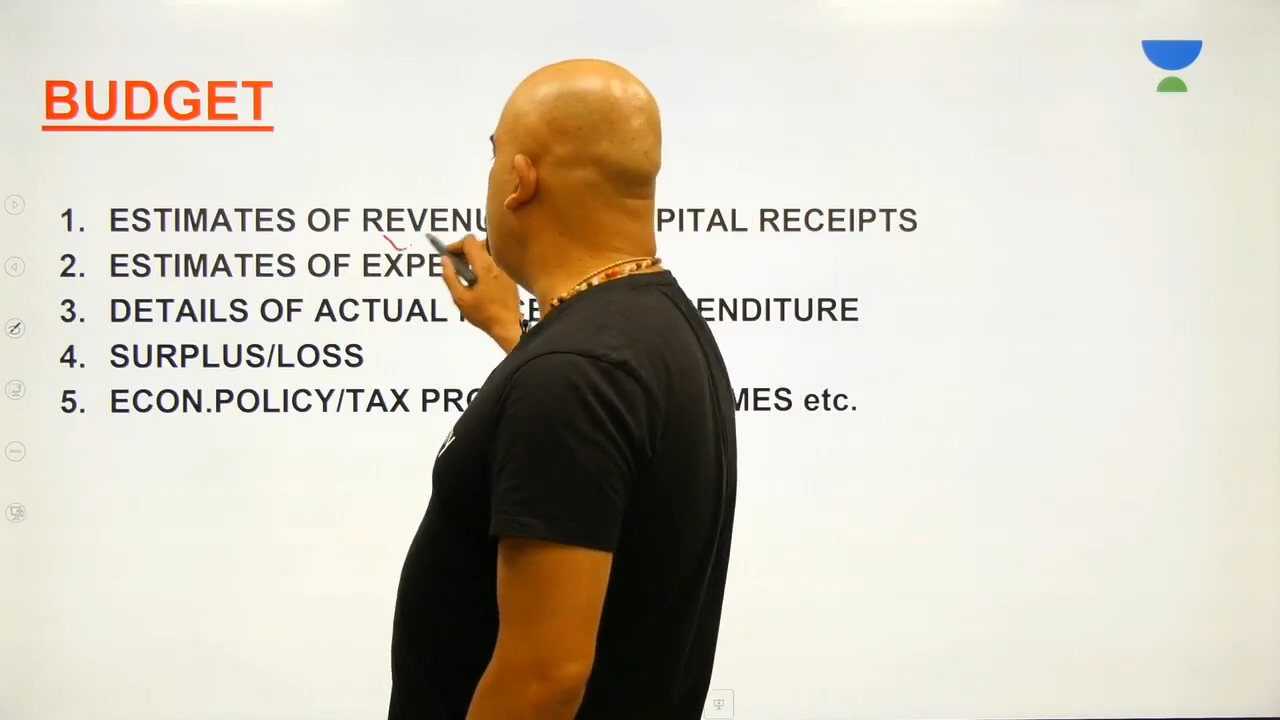 BUDGET
1. ESTIMATES OF REVENU PITAL RECEIPTS
2. ESTIMATES OF EXPE
3. DETAILS OF ACTUAL ENDITURE
4. SURPLUS/LOSS
5. ECON.POLICY/TAX PRO MES etc.